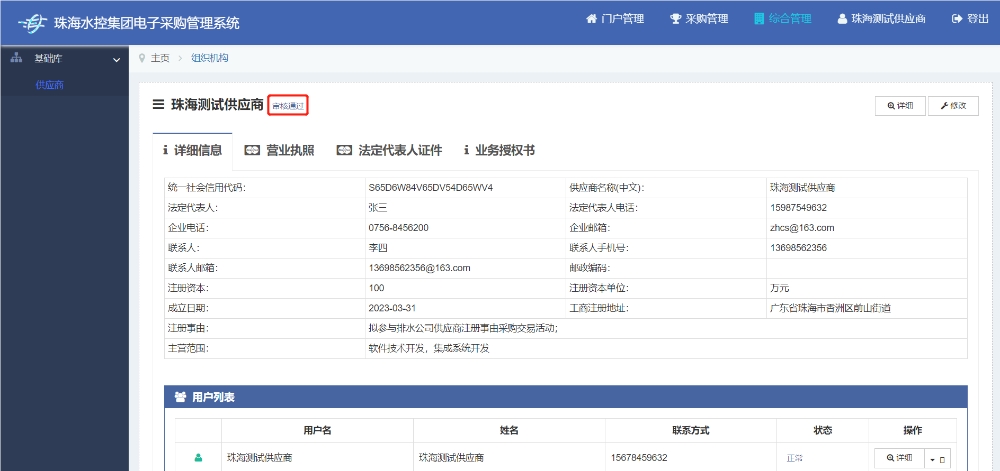 珠海水控集团电子采购管理系统
门户管理 采购管理 综合管理 珠海测试供应商 登出
基础库
供应商
主页 > 组织机构
珠海测试供应商 审核通过
详细 修改
详细信息 营业执照 法定代表人证件 业务授权书
统一社会信用代码： S65D6W84V65DV54D65WV4 供应商名称(中文)： 珠海测试供应商
法定代表人： 张三 法定代表人电话： 15987549632
企业电话： 0756-8456200 企业邮箱： zhcs@163.com
联系人： 李四 联系人手机号： 13698562356
联系人邮箱： 13698562356@163.com 邮政编码：
注册资本： 100 注册资本单位： 万元
成立日期： 2023-03-31 工商注册地址： 广东省珠海市香洲区前山街道
注册事由： 拟参与排水公司供应商注册事由采购交易活动；
主营范围： 软件技术开发，集成系统开发
用户列表
用户名 姓名 联系方式 状态 操作
珠海测试供应商 珠海测试供应商 15678459632 正常 详细